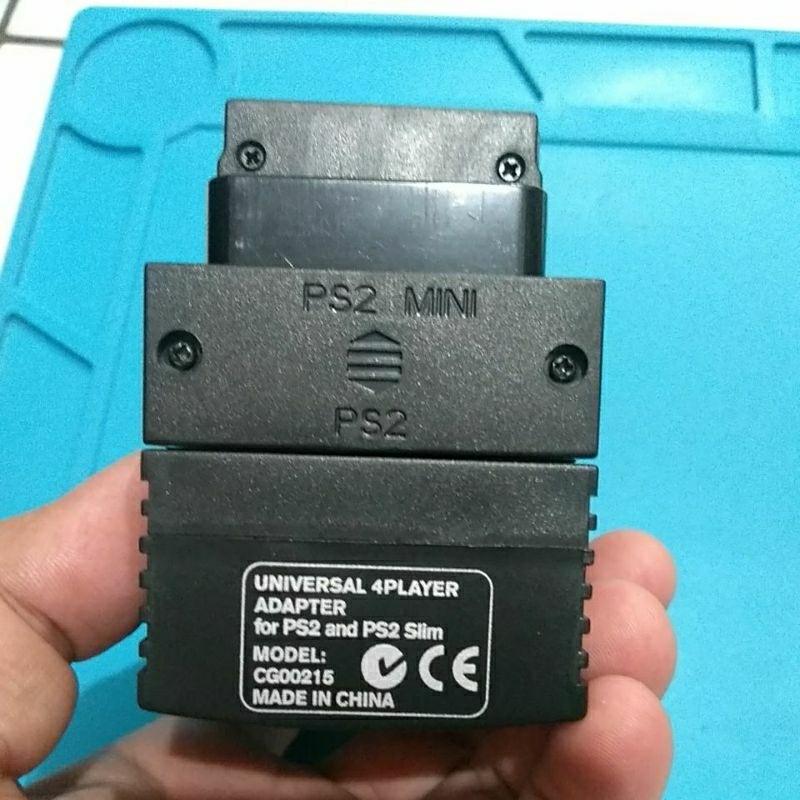 PS2 MINI
PS2
UNIVERSAL 4PLAYER
ADAPTER
for PS2 and PS2 Slim
MODEL:
CG00215
CE
MADE IN CHINA